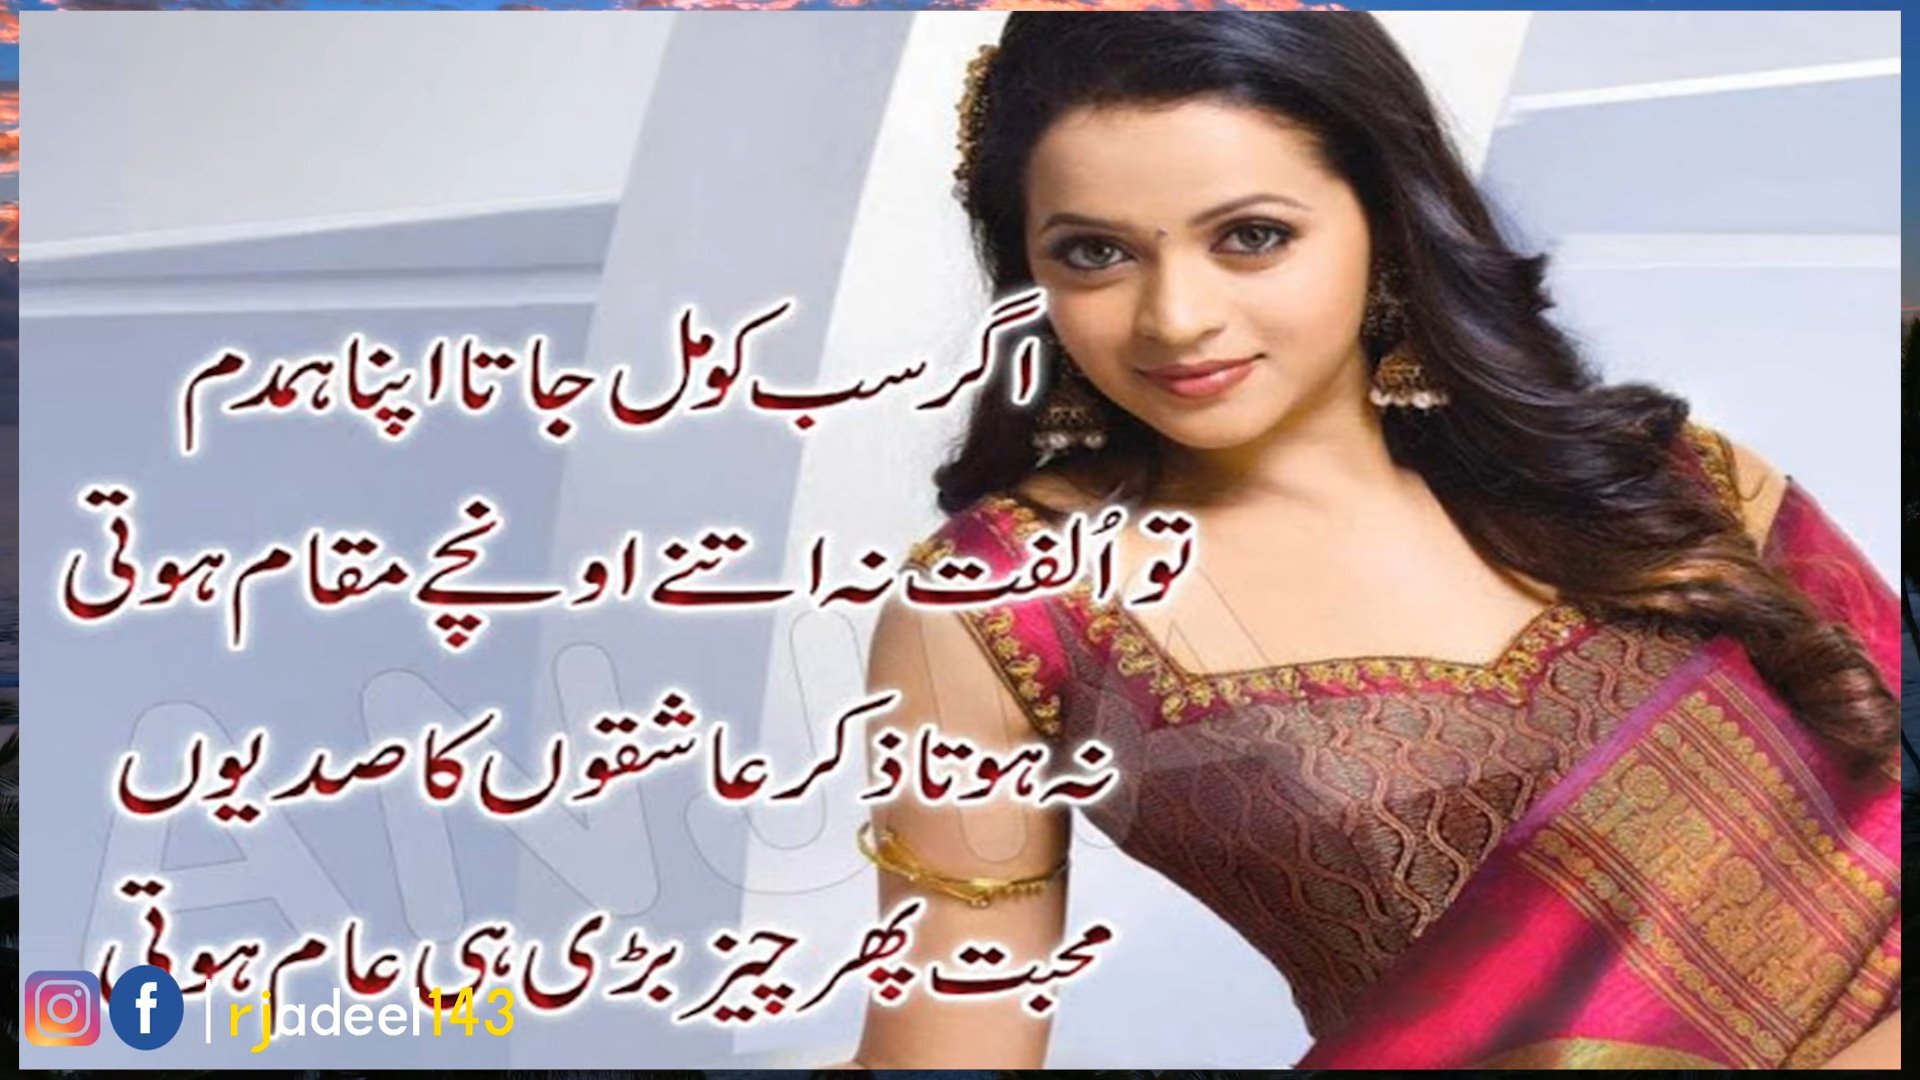 اگر سب کو مل جاتا اپنا ہمدم
تو اُلفت نہ اتنے اونچے مقام ہوتی
نہ ہوتا ذکر عاشقوں کا صدیوں
محبت پھر چیز بڑی ہی عام ہوتی
| rjadeel143